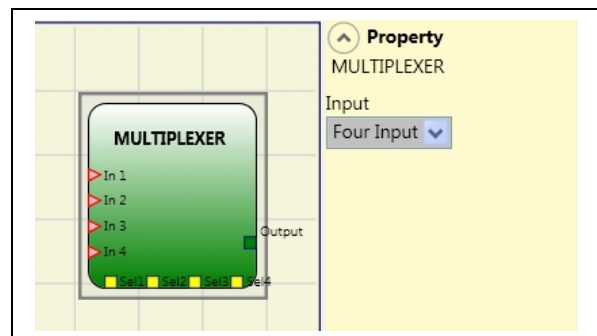 MULTIPLEXER
In 1
In 2
In 3
In 4
Output
Sel1 Sel2 Sel3 Sel4
Property
MULTIPLEXER
Input
Four Input